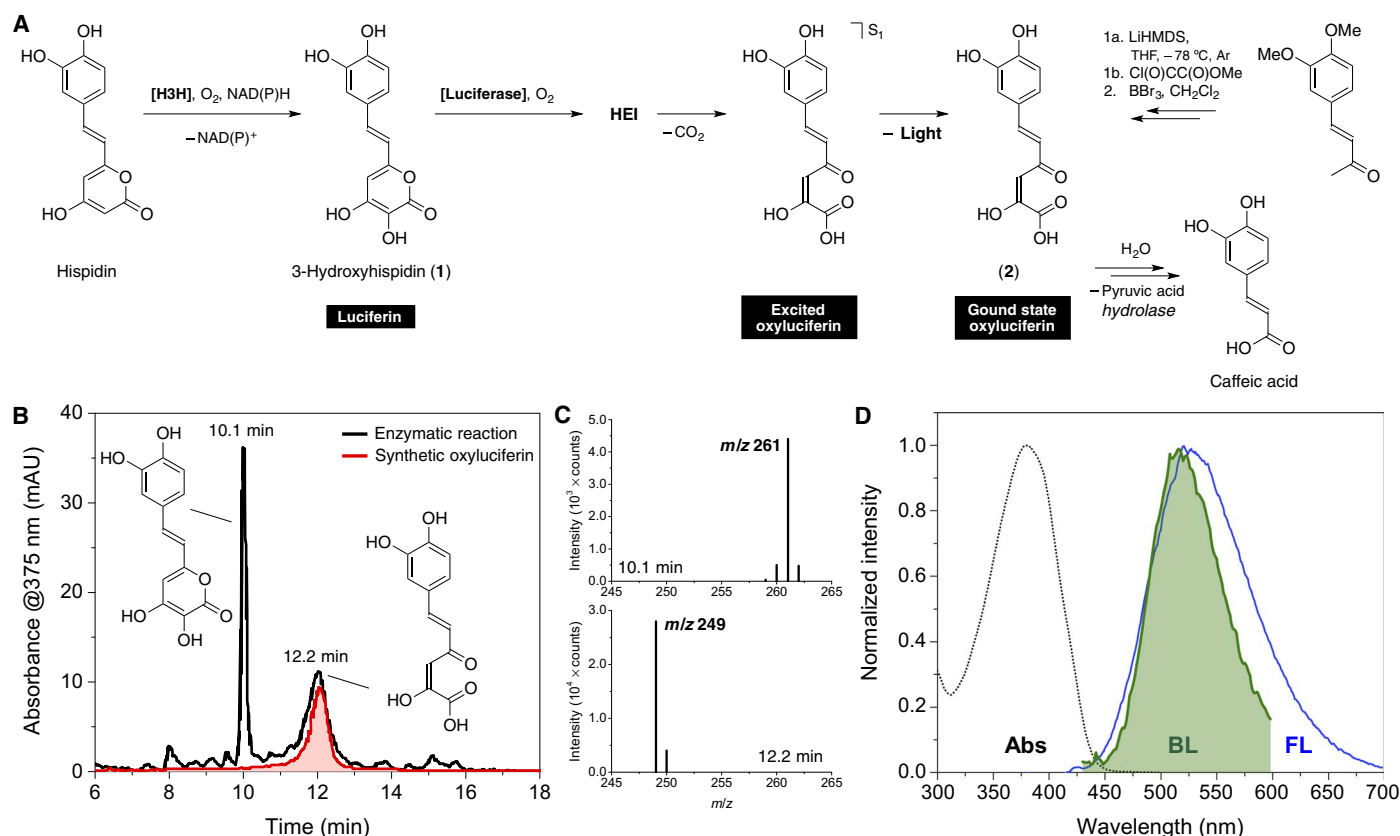 A
HO
OH
HO
O
O
Hispidin
[H3H], O2, NAD(P)H
–NAD(P)+
HO
OH
O
HO
O
OH
3-Hydroxyhispidin (1)
Luciferin
[Luciferase], O2
HEI
–CO2
OH
HO
O
HO
O
OH
S1
Excited
oxyluciferin
– Light
OH
HO
O
HO
O
OH
(2)
Gound state
oxyluciferin
1a. LiHMDS,
THF, –78 ºC, Ar
1b. Cl(O)CC(O)OMe
2. BBr3, CH2Cl2
OMe
MeO
O
H2O
–Pyruvic acid
hydrolase
OH
HO
HO
O
Caffeic acid
B
Absorbance @375 nm (mAU)
40
30
20
10
0
6 8 10 12 14 16 18
Time (min)
Enzymatic reaction
Synthetic oxyluciferin
10.1 min
OH
HO
O
HO
O
OH
12.2 min
OH
HO
O
HO
O
OH
C
Intensity (10³ × counts)
5.0
4.0
3.0
2.0
1.0
0.0
m/z 261
10.1 min
245 250 255 260 265
Intensity (10⁴ × counts)
3.0
2.0
1.0
0.0
m/z 249
12.2 min
245 250 255 260 265
m/z
D
Normalized intensity
1.0
0.8
0.6
0.4
0.2
0.0
Abs
BL
FL
300 350 400 450 500 550 600 650 700
Wavelength (nm)